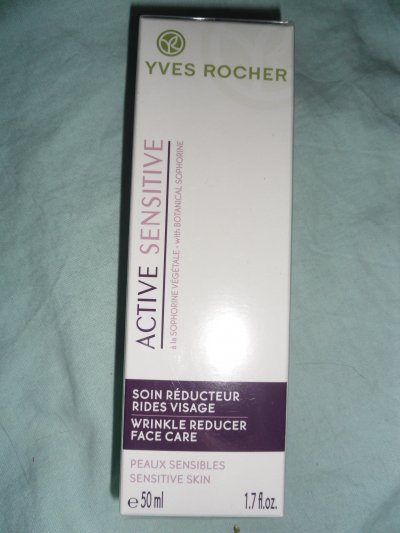 YVES ROCHER
ACTIVE SENSITIVE
à la SOPHORINE VÉGÉTALE - with BOTANICAL SOPHORINE
SOIN RÉDUCTEUR
RIDES VISAGE
WRINKLE REDUCER
FACE CARE
PEAUX SENSIBLES
SENSITIVE SKIN
℮ 50 ml 1.7 fl.oz.